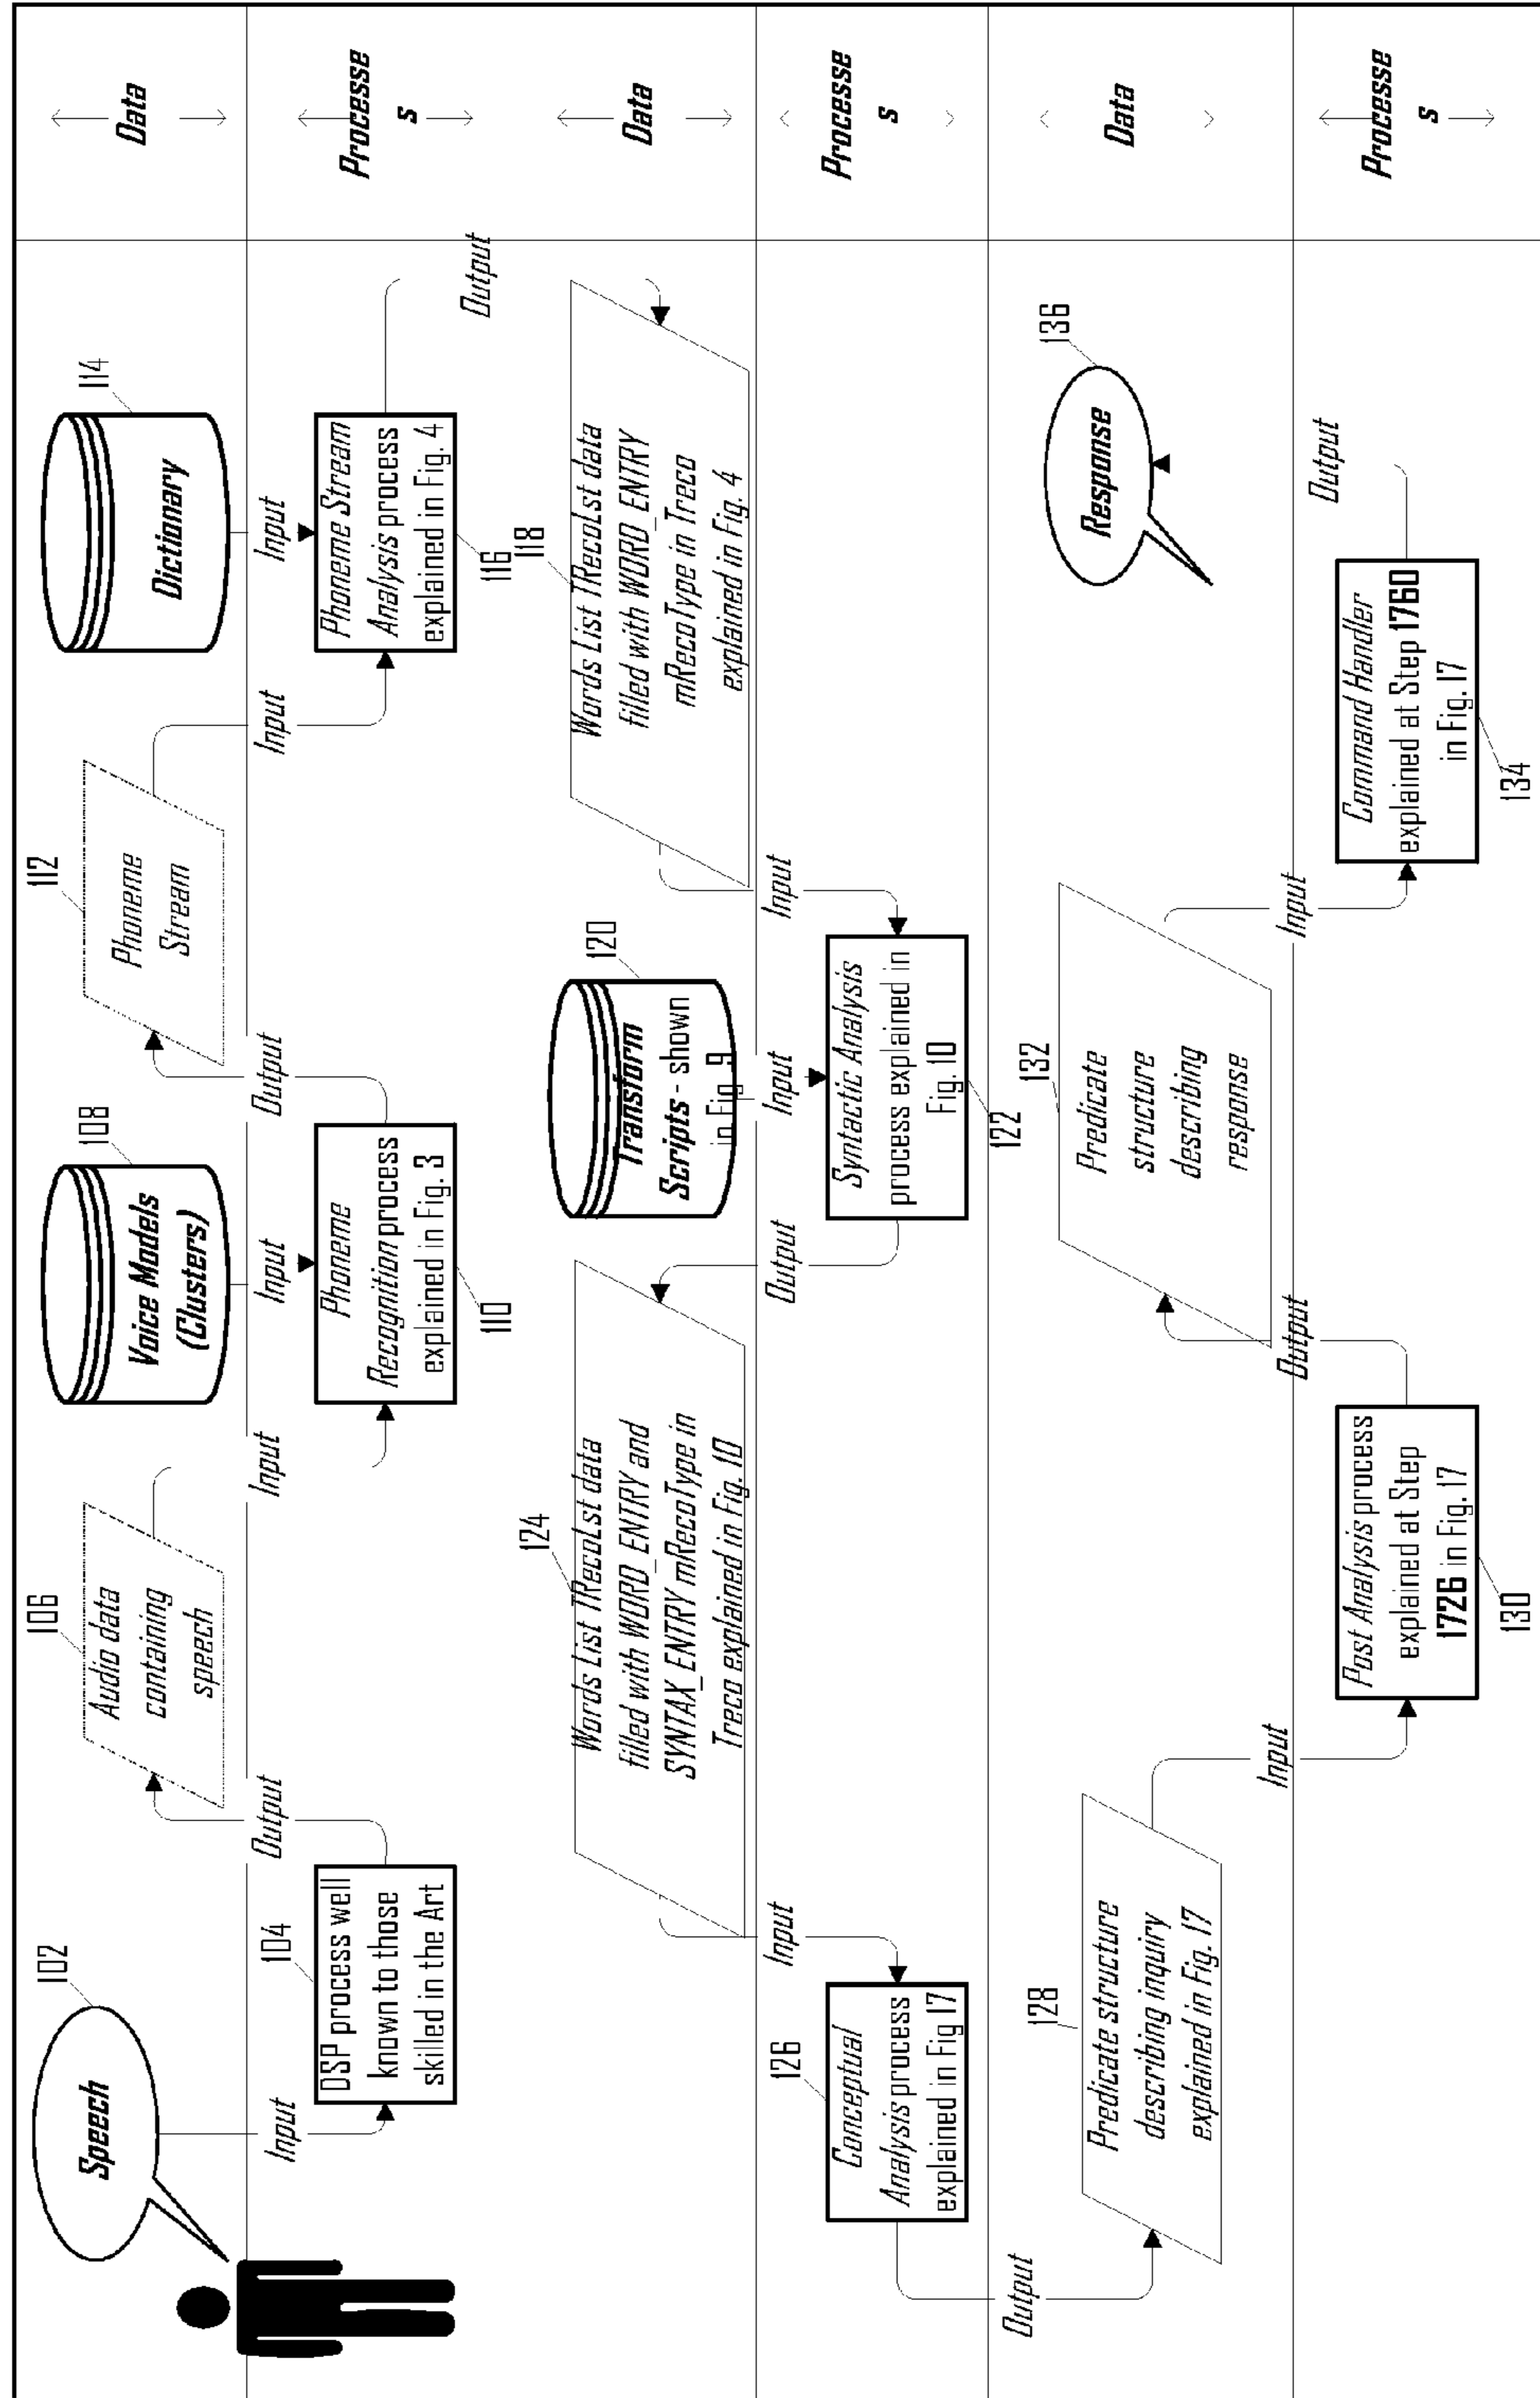 Data
102
Speech
106
Audio data
containing
speech
108
Voice Models
(Clusters)
112
Phoneme
Stream
114
Dictionary
Input
Output
Input
Input
Output
Input
Input
Processe
s
104
DSP process well
known to those
skilled in the Art
Phoneme
Recognition process
explained in Fig. 3
110
Phoneme Stream
Analysis process
explained in Fig. 4
116
Output
Data
124
Words List TRecoLst data
filled with WORD_ENTRY and
SYNTAX_ENTRY mRecoType in
Treco explained in Fig. 10
120
Transform
Scripts - shown
in Fig. 9
118
Words List TRecoLst data
filled with WORD_ENTRY
mRecoType in Treco
explained in Fig. 4
Input
Output
Input
Input
Processe
s
126
Conceptual
Analysis process
explained in Fig 17
Syntactic Analysis
process explained in
Fig. 10
122
Output
Data
128
Predicate structure
describing inquiry
explained in Fig. 17
132
Predicate
structure
describing
response
136
Response
Input
Output
Input
Output
Processe
s
Post Analysis process
explained at Step
1726 in Fig. 17
130
Command Handler
explained at Step 1760
in Fig. 17
134